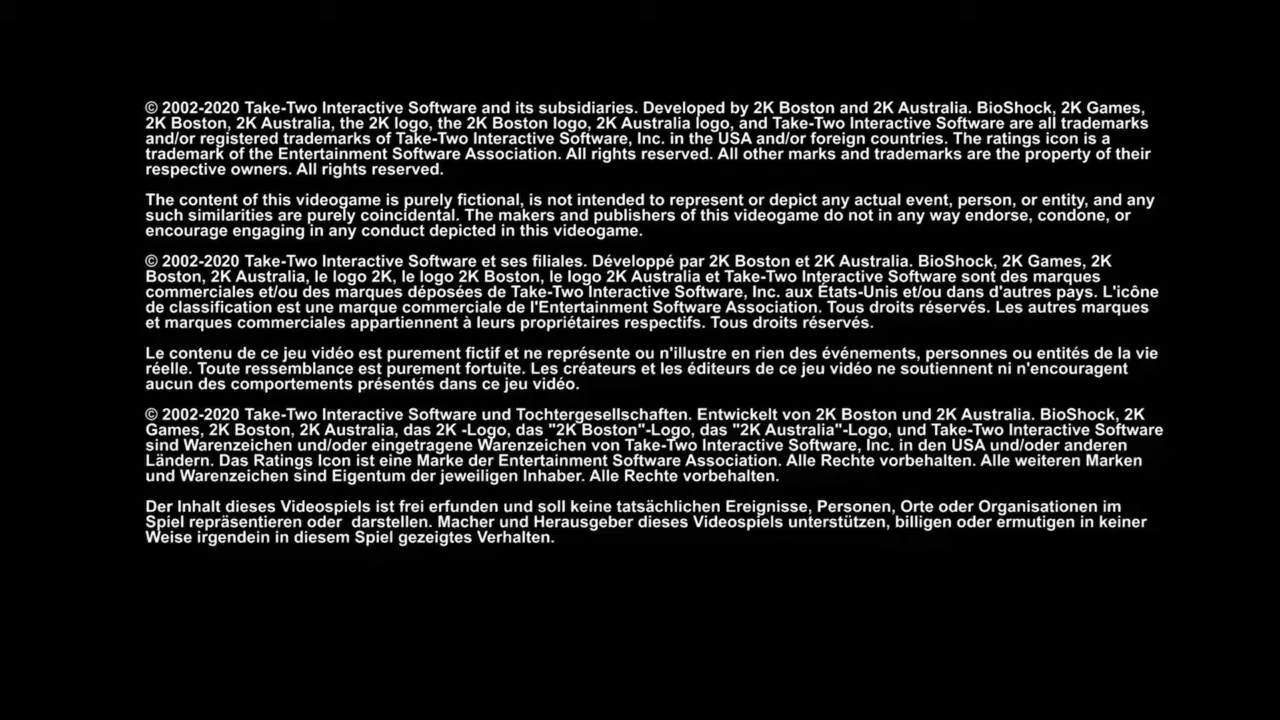 © 2002-2020 Take-Two Interactive Software and its subsidiaries. Developed by 2K Boston and 2K Australia. BioShock, 2K Games,
2K Boston, 2K Australia, the 2K logo, the 2K Boston logo, 2K Australia logo, and Take-Two Interactive Software are all trademarks
and/or registered trademarks of Take-Two Interactive Software, Inc. in the USA and/or foreign countries. The ratings icon is a
trademark of the Entertainment Software Association. All rights reserved. All other marks and trademarks are the property of their
respective owners. All rights reserved.
The content of this videogame is purely fictional, is not intended to represent or depict any actual event, person, or entity, and any
such similarities are purely coincidental. The makers and publishers of this videogame do not in any way endorse, condone, or
encourage engaging in any conduct depicted in this videogame.
© 2002-2020 Take-Two Interactive Software et ses filiales. Développé par 2K Boston et 2K Australia. BioShock, 2K Games, 2K
Boston, 2K Australia, le logo 2K, le logo 2K Boston, le logo 2K Australia et Take-Two Interactive Software sont des marques
commerciales et/ou des marques déposées de Take-Two Interactive Software, Inc. aux États-Unis et/ou dans d'autres pays. L'icône
de classification est une marque commerciale de l'Entertainment Software Association. Tous droits réservés. Les autres marques
et marques commerciales appartiennent à leurs propriétaires respectifs. Tous droits réservés.
Le contenu de ce jeu vidéo est purement fictif et ne représente ou n'illustre en rien des événements, personnes ou entités de la vie
réelle. Toute ressemblance est purement fortuite. Les créateurs et les éditeurs de ce jeu vidéo ne soutiennent ni n'encouragent
aucun des comportements présentés dans ce jeu vidéo.
© 2002-2020 Take-Two Interactive Software und Tochtergesellschaften. Entwickelt von 2K Boston und 2K Australia. BioShock, 2K
Games, 2K Boston, 2K Australia, das 2K -Logo, das "2K Boston"-Logo, das "2K Australia"-Logo, und Take-Two Interactive Software
sind Warenzeichen und/oder eingetragene Warenzeichen von Take-Two Interactive Software, Inc. in den USA und/oder anderen
Ländern. Das Ratings Icon ist eine Marke der Entertainment Software Association. Alle Rechte vorbehalten. Alle weiteren Marken
und Warenzeichen sind Eigentum der jeweiligen Inhaber. Alle Rechte vorbehalten.
Der Inhalt dieses Videospiels ist frei erfunden und soll keine tatsächlichen Ereignisse, Personen, Orte oder Organisationen im
Spiel repräsentieren oder  darstellen. Macher und Herausgeber dieses Videospiels unterstützen, billigen oder ermutigen in keiner
Weise irgendein in diesem Spiel gezeigtes Verhalten.